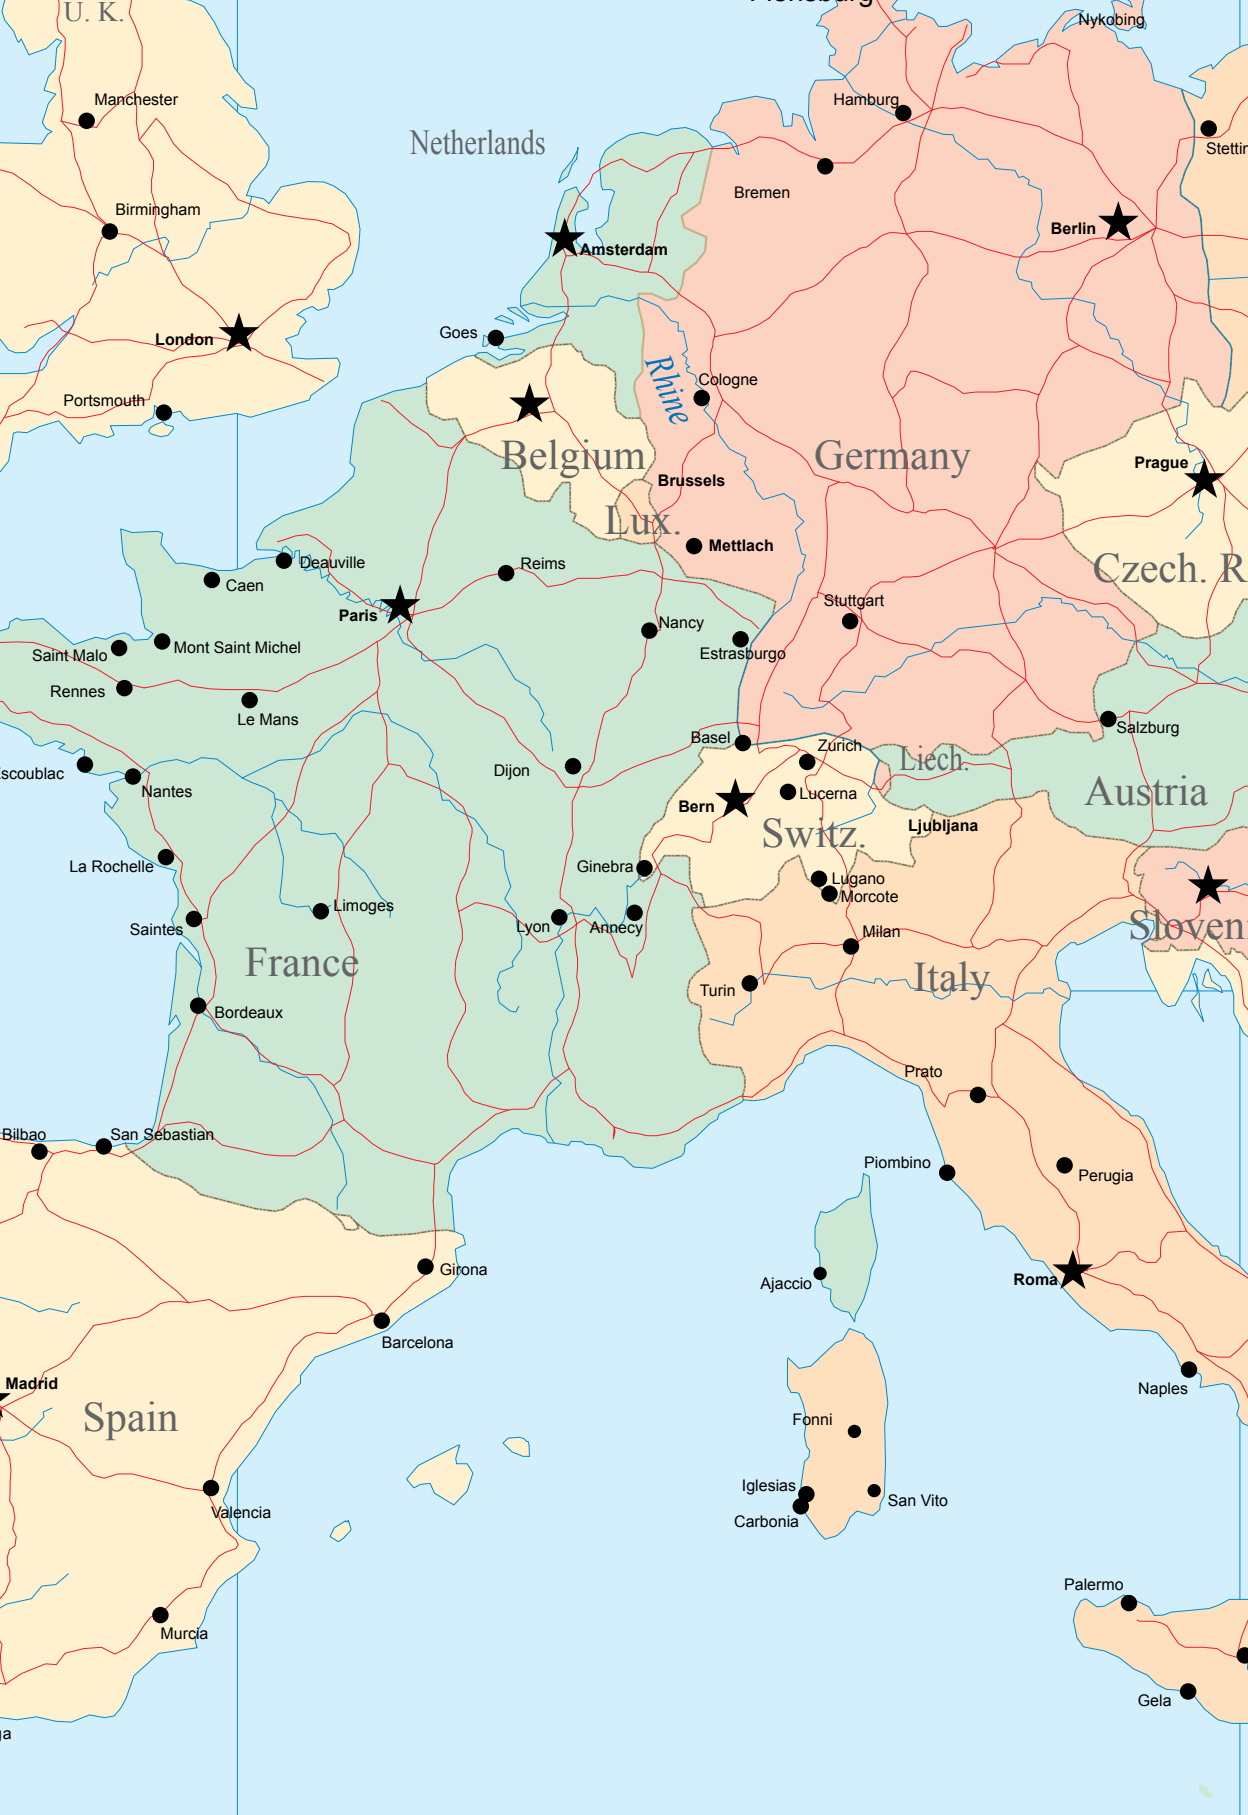 U. K.
Nykobing
Manchester
Hamburg
Netherlands
Stettin
Bremen
Birmingham
Berlin
Amsterdam
Goes
London
Rhine
Cologne
Portsmouth
Belgium
Germany
Prague
Brussels
Lux.
Mettlach
Czech. R
Deauville
Reims
Caen
Paris
Stuttgart
Nancy
Mont Saint Michel
Saint Malo
Estrasburgo
Rennes
Le Mans
Salzburg
Basel
Zurich
Liech.
Escoublac
Dijon
Nantes
Austria
Bern
Lucerna
Switz.
Ljubljana
La Rochelle
Ginebra
Lugano
Morcote
Limoges
Saintes
Lyon
Annecy
Milan
Sloveni
France
Italy
Turin
Bordeaux
Prato
Bilbao
San Sebastian
Piombino
Perugia
Girona
Ajaccio
Roma
Barcelona
Madrid
Naples
Spain
Fonni
Iglesias
San Vito
Valencia
Carbonia
Palermo
Murcia
Gela
ga